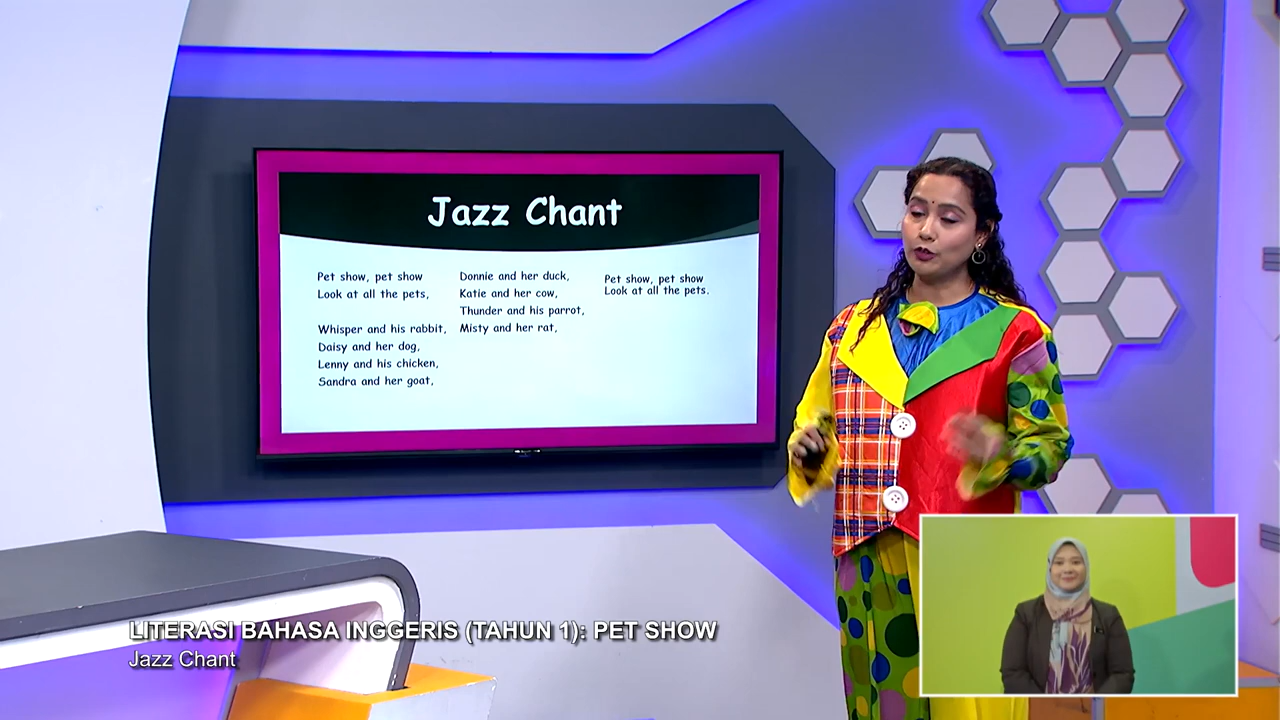 Jazz Chant
Pet show, pet show
Look at all the pets,
Whisper and his rabbit,
Daisy and her dog,
Lenny and his chicken,
Sandra and her goat,
Donnie and her duck,
Katie and her cow,
Thunder and his parrot,
Misty and her rat,
Pet show, pet show
Look at all the pets.
LITERASI BAHASA INGGERIS (TAHUN 1): PET SHOW
Jazz Chant